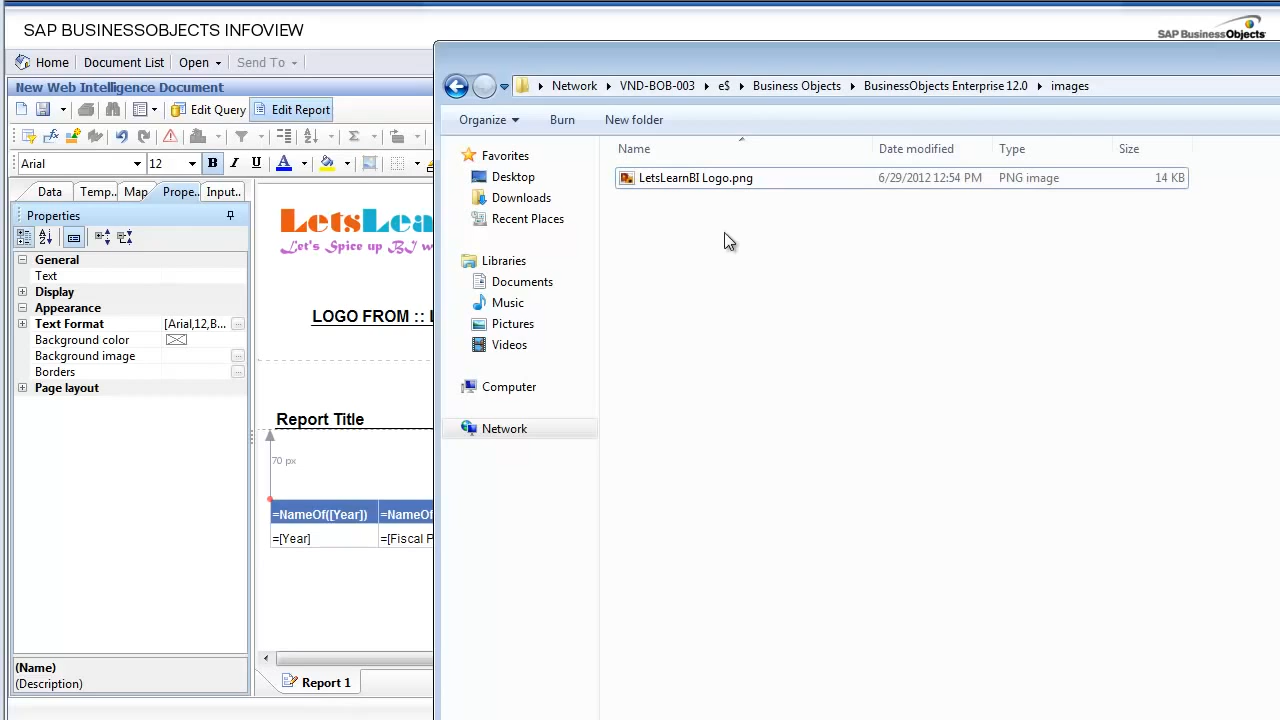 SAP BUSINESSOBJECTS INFOVIEW
SAP BusinessObjects
Home Document List Open Send To
New Web Intelligence Document
Edit Query Edit Report
Arial 12 B I U A
Data Temp.. Map Prope.. Input..
Properties
General
Text
Display
Appearance
Text Format [Arial,12,B... ...
Background color
Background image ...
Borders ...
Page layout
(Name)
(Description)
LetsLea
Let's Spice up BI w
LOGO FROM :: L
Report Title
70 px
=NameOf([Year]) =NameO
=[Year] =[Fiscal P
Report 1
Network VND-BOB-003 e$ Business Objects BusinessObjects Enterprise 12.0 images
Organize Burn New folder
Favorites
Desktop
Downloads
Recent Places
Libraries
Documents
Music
Pictures
Videos
Computer
Network
Name Date modified Type Size
LetsLearnBI Logo.png 6/29/2012 12:54 PM PNG image 14 KB